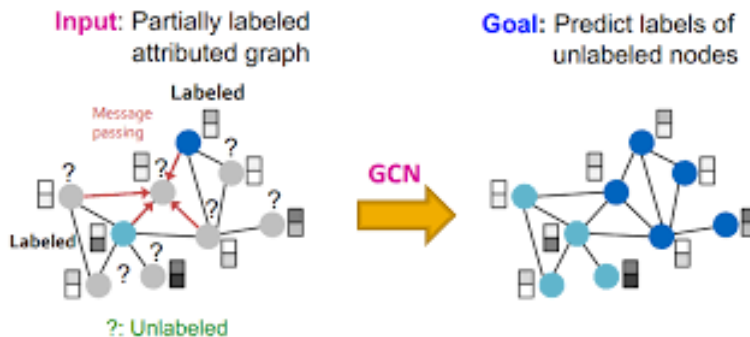 Input: Partially labeled
attributed graph
Goal: Predict labels of
unlabeled nodes
Labeled
Message
passing
?
?
?
?
?
?
?
Labeled
?: Unlabeled
GCN